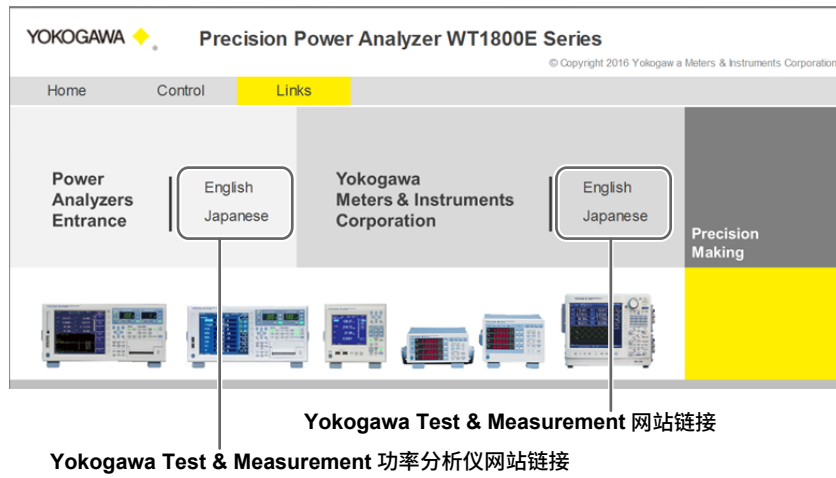 YOKOGAWA
Precision Power Analyzer WT1800E Series
© Copyright 2016 Yokogawa Meters & Instruments Corporation
Home Control Links
Power
Analyzers
Entrance
English
Japanese
Yokogawa
Meters & Instruments
Corporation
English
Japanese
Precision
Making
Yokogawa Test & Measurement 网站链接
Yokogawa Test & Measurement 功率分析仪网站链接